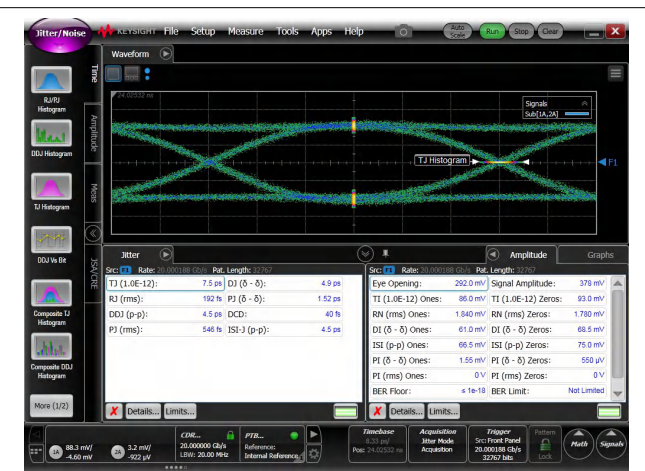 Jitter/Noise
KEYSIGHT File Setup Measure Tools Apps Help
Auto Scale
Run
Stop
Clear
Waveform
Time
Amplitude
Meas
JSA/CRE
RJ/PJ Histogram
DDJ Histogram
TJ Histogram
DDJ Vs Bit
Composite TJ Histogram
Composite DDJ Histogram
More (1/2)
24.02532 ns
Signals
Sub[1A,2A]
TJ Histogram
F1
Jitter
Src: F1 Rate: 20.000188 Gb/s Pat. Length: 32767
TJ (1.0E-12): 7.5 ps DJ (δ - δ): 4.9 ps
RJ (rms): 192 fs PJ (δ - δ): 1.52 ps
DDJ (p-p): 4.5 ps DCD: 40 fs
PJ (rms): 546 fs ISI-J (p-p): 4.5 ps
Details... Limits...
Amplitude
Graphs
Src: F1 Rate: 20.000188 Gb/s Pat. Length: 32767
Eye Opening: 292.0 mV Signal Amplitude: 378 mV
TI (1.0E-12) Ones: 86.0 mV TI (1.0E-12) Zeros: 93.0 mV
RN (rms) Ones: 1.840 mV RN (rms) Zeros: 1.780 mV
DI (δ - δ) Ones: 61.0 mV DI (δ - δ) Zeros: 68.5 mV
ISI (p-p) Ones: 66.5 mV ISI (p-p) Zeros: 75.0 mV
PI (δ - δ) Ones: 1.55 mV PI (δ - δ) Zeros: 550 µV
PI (rms) Ones: 0 V PI (rms) Zeros: 0 V
BER Floor: ≤ 1e-18 BER Limit: Not Limited
Details... Limits...
1A 88.3 mV/
-4.60 mV
2A 3.2 mV/
-922 µV
CDR...
20.00000 Gb/s
LBW: 20.00 MHz
PTB...
Reference:
Internal Reference
Timebase
8.33 ps/
Pos: 24.02532 ns
Acquisition
Jitter Mode
Acquisition
Trigger
Src: Front Panel
20.000188 Gb/s
32767 bits
Pattern
Lock
Math
Signals